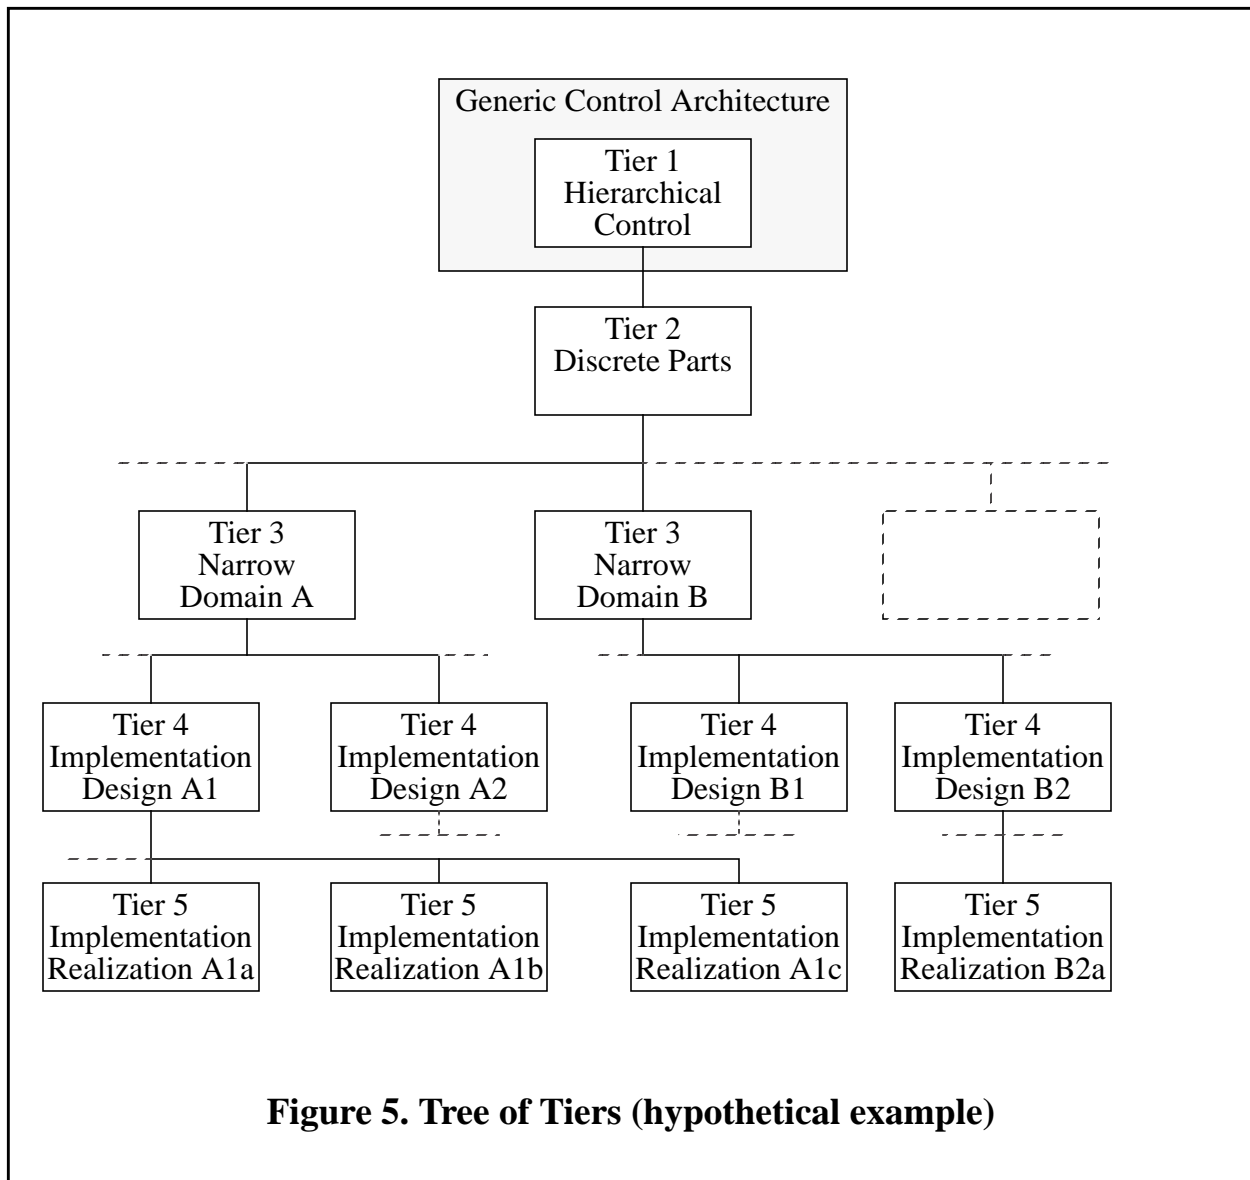 Generic Control Architecture
Tier 1
Hierarchical
Control
Tier 2
Discrete Parts
Tier 3
Narrow
Domain A
Tier 3
Narrow
Domain B
Tier 4
Implementation
Design A1
Tier 4
Implementation
Design A2
Tier 4
Implementation
Design B1
Tier 4
Implementation
Design B2
Tier 5
Implementation
Realization A1a
Tier 5
Implementation
Realization A1b
Tier 5
Implementation
Realization A1c
Tier 5
Implementation
Realization B2a
Figure 5. Tree of Tiers (hypothetical example)